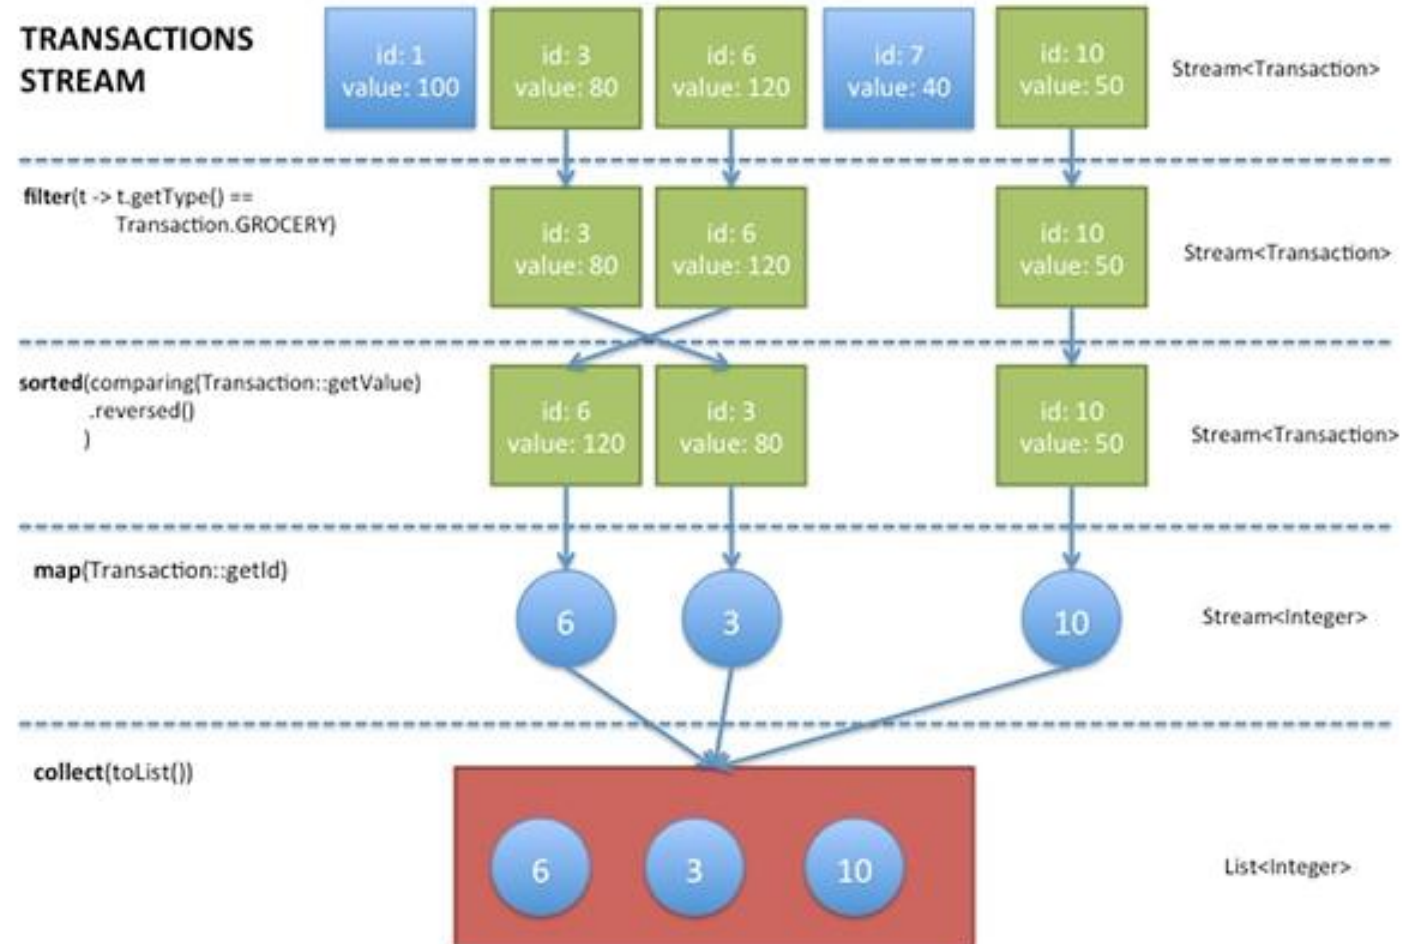 TRANSACTIONS
STREAM
id: 1
value: 100
id: 3
value: 80
id: 6
value: 120
id: 7
value: 40
id: 10
value: 50
Stream<Transaction>
filter(t -> t.getType() ==
Transaction.GROCERY)
id: 3
value: 80
id: 6
value: 120
id: 10
value: 50
Stream<Transaction>
sorted(comparing(Transaction::getValue)
.reversed()
)
id: 6
value: 120
id: 3
value: 80
id: 10
value: 50
Stream<Transaction>
map(Transaction::getId)
6
3
10
Stream<Integer>
collect(toList())
6
3
10
List<Integer>